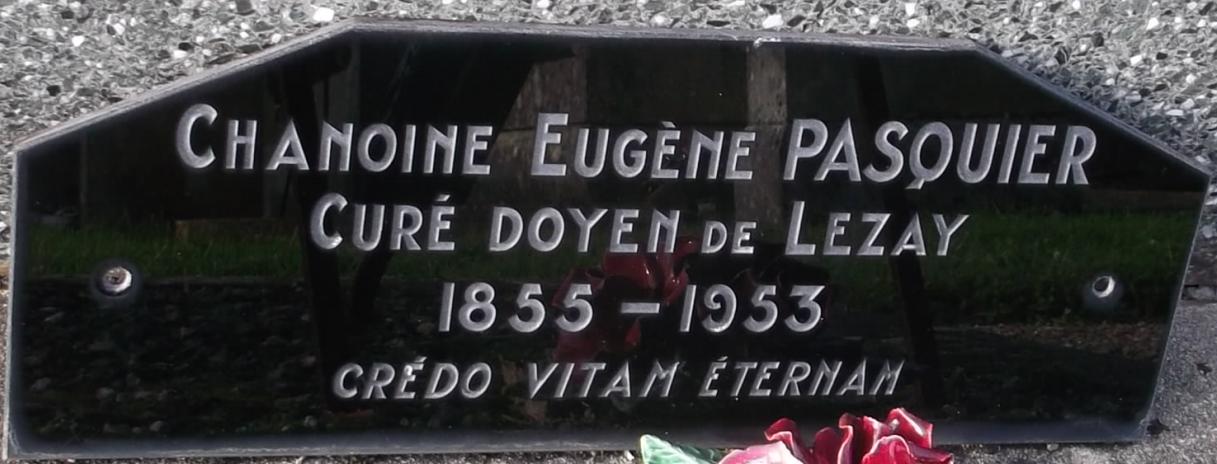 CHANOINE EUGÈNE PASQUIER
CURÉ DOYEN DE LEZAY
1855 - 1953
CRÉDO VITAM ÉTERNAM